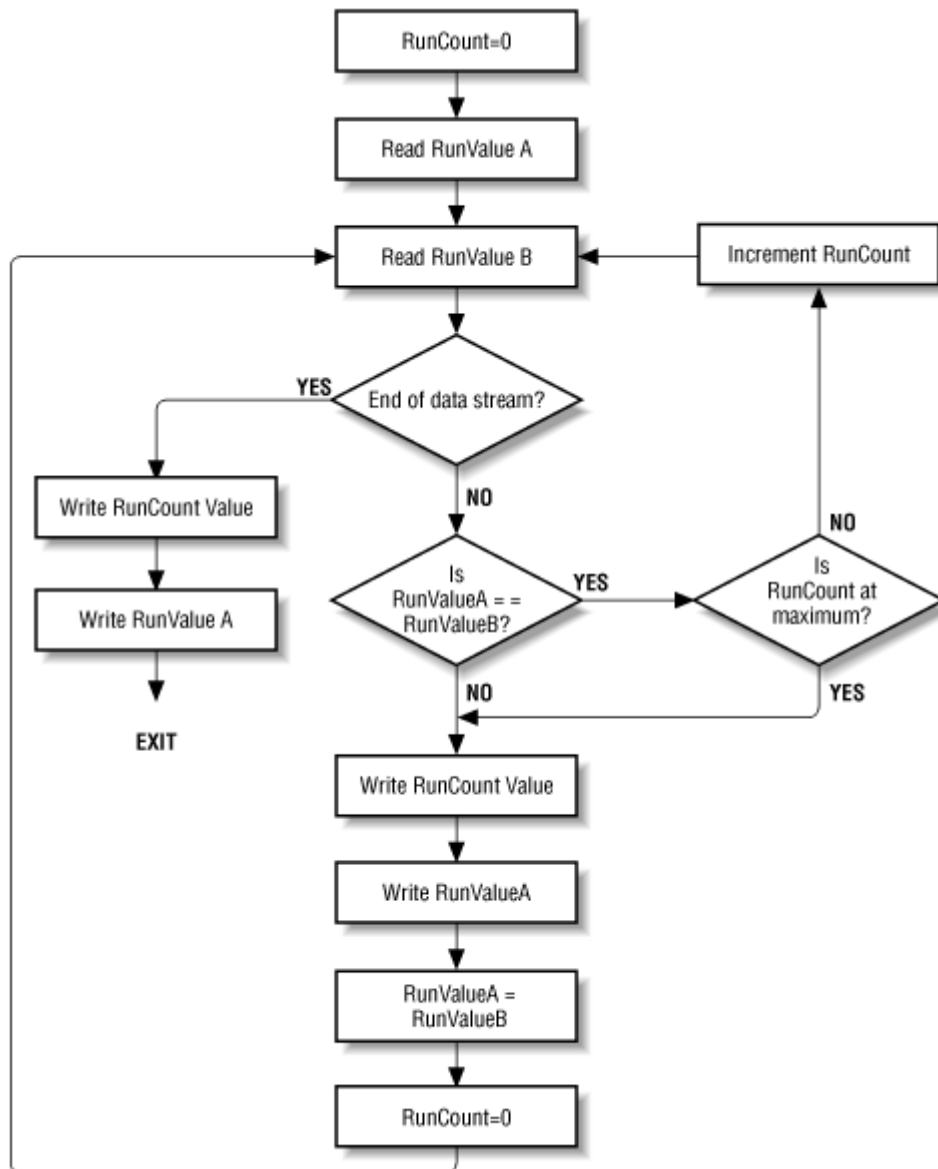 RunCount=0
Read RunValue A
Read RunValue B
Increment RunCount
YES
End of data stream?
Write RunCount Value
NO
NO
Is
RunValueA = =
RunValueB?
YES
Is
RunCount at
maximum?
Write RunValue A
NO
YES
EXIT
Write RunCount Value
Write RunValueA
RunValueA =
RunValueB
RunCount=0